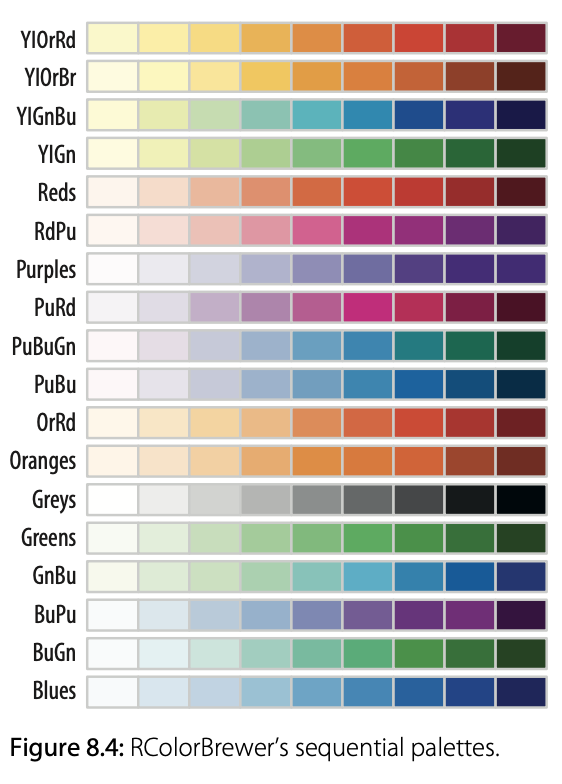 YlOrRd
YlOrBr
YlGnBu
YlGn
Reds
RdPu
Purples
PuRd
PuBuGn
PuBu
OrRd
Oranges
Greys
Greens
GnBu
BuPu
BuGn
Blues
Figure 8.4: RColorBrewer’s sequential palettes.